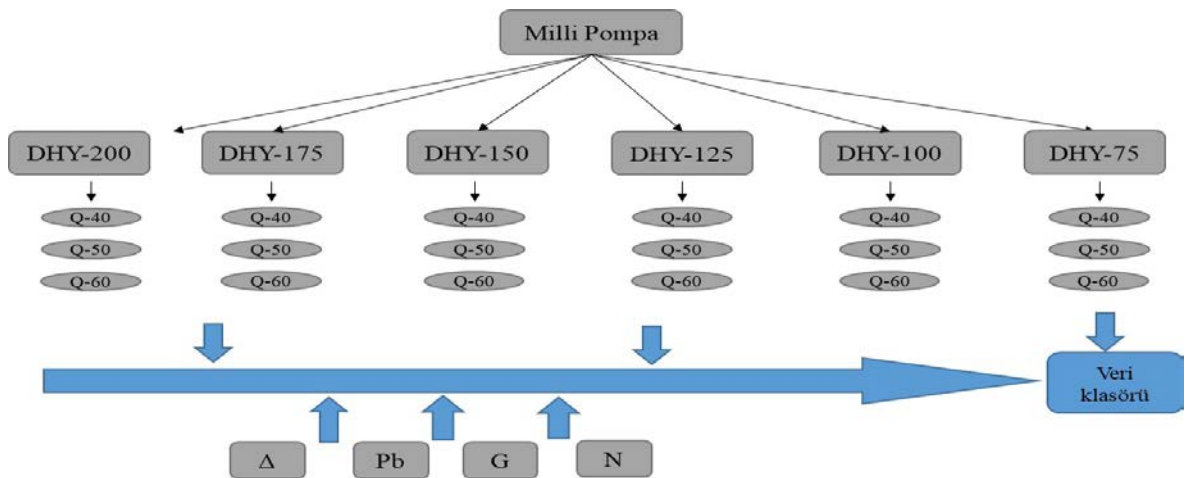 Milli Pompa
DHY-200 DHY-175 DHY-150 DHY-125 DHY-100 DHY-75
Q-40 Q-40 Q-40 Q-40 Q-40 Q-40
Q-50 Q-50 Q-50 Q-50 Q-50 Q-50
Q-60 Q-60 Q-60 Q-60 Q-60 Q-60
Veri
klasörü
Δ Pb G N